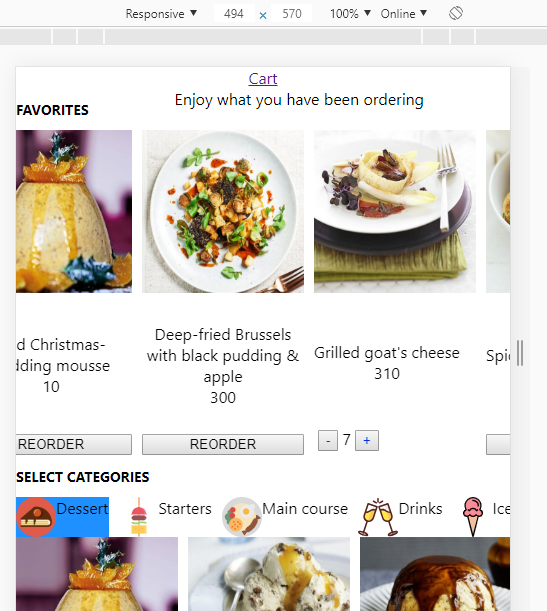 Responsive ▼ 494 × 570 100% ▼ Online ▼
Cart
Enjoy what you have been ordering
FAVORITES
d Christmas-
dding mousse
10
Deep-fried Brussels
with black pudding &
apple
300
Grilled goat's cheese
310
Spic
REORDER
REORDER
- 7 +
SELECT CATEGORIES
Dessert Starters Main course Drinks Ice